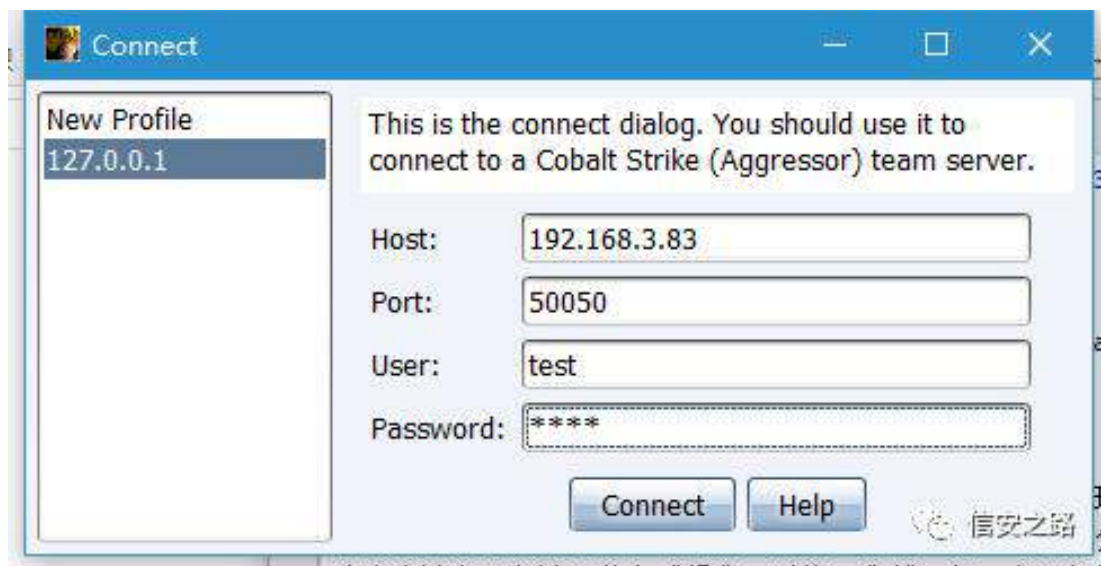 Connect
New Profile
127.0.0.1
This is the connect dialog. You should use it to
connect to a Cobalt Strike (Aggressor) team server.
Host: 192.168.3.83
Port: 50050
User: test
Password: ****
Connect Help
信安之路